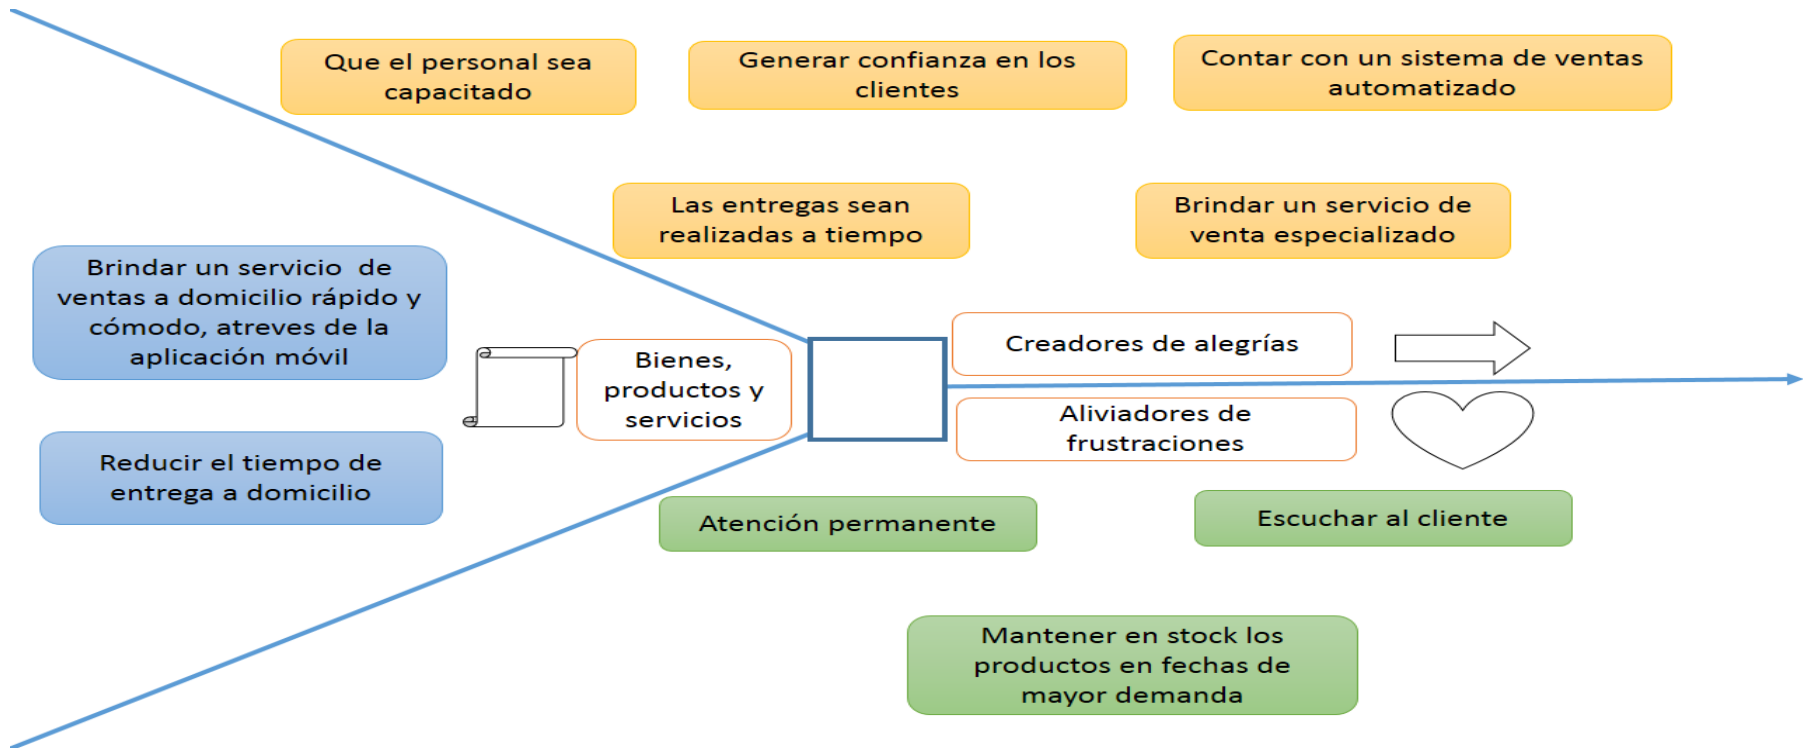 Que el personal sea
capacitado
Generar confianza en los
clientes
Contar con un sistema de ventas
automatizado
Las entregas sean
realizadas a tiempo
Brindar un servicio de
venta especializado
Brindar un servicio de
ventas a domicilio rápido y
cómodo, atreves de la
aplicación móvil
Reducir el tiempo de
entrega a domicilio
Bienes,
productos y
servicios
Creadores de alegrías
Aliviadores de
frustraciones
Atención permanente
Escuchar al cliente
Mantener en stock los
productos en fechas de
mayor demanda